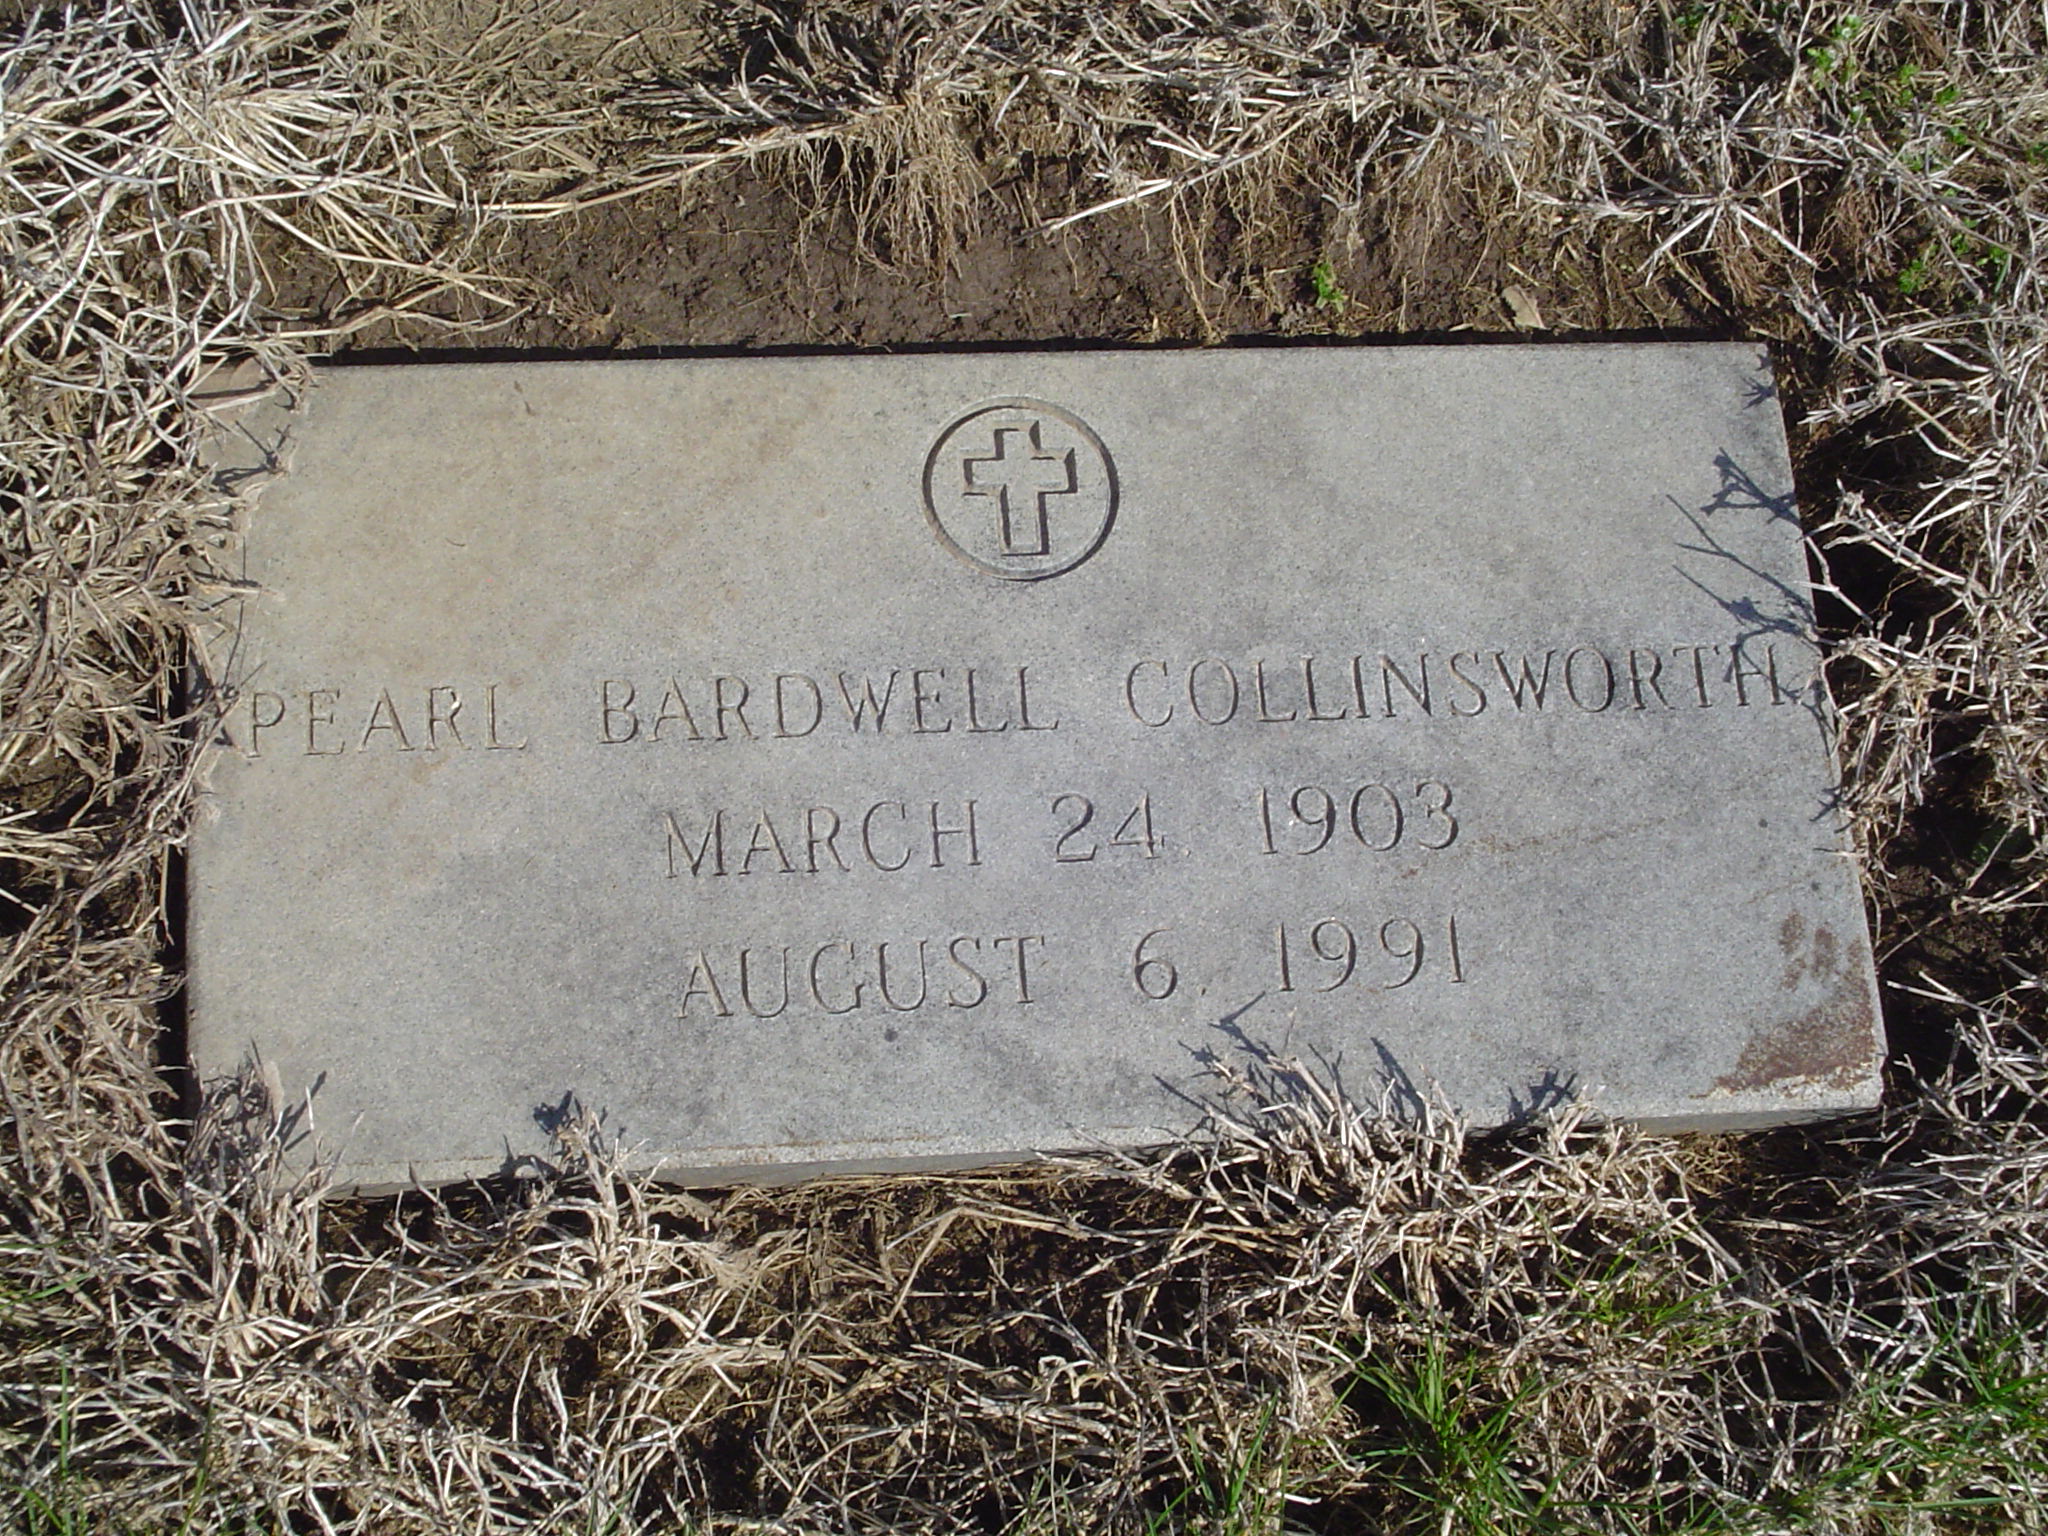 PEARL BARDWELL COLLINSWORTH
MARCH 24, 1903
AUGUST 6, 1991